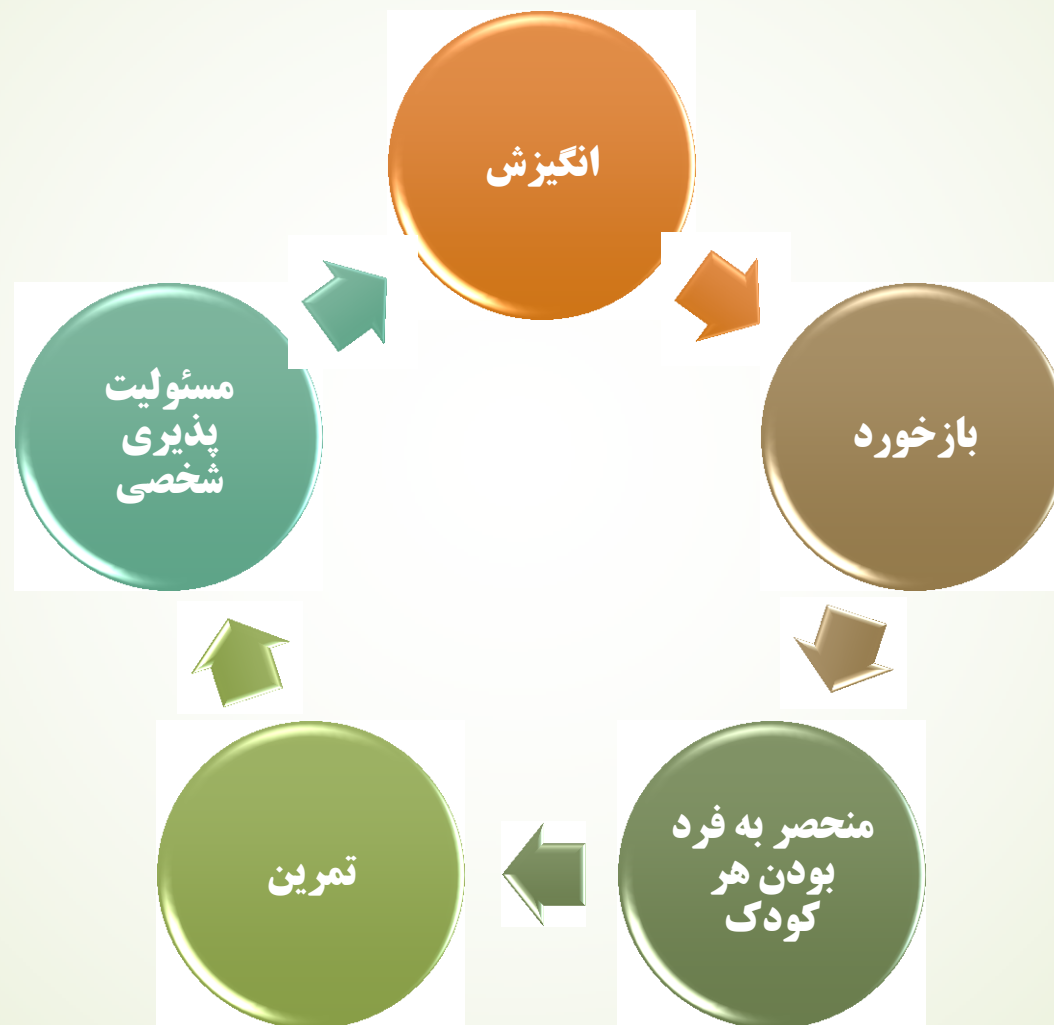 انگیزش
بازخورد
منحصر به فرد
بودن هر
کودک
تمرین
مسئولیت
پذیری
شخصی